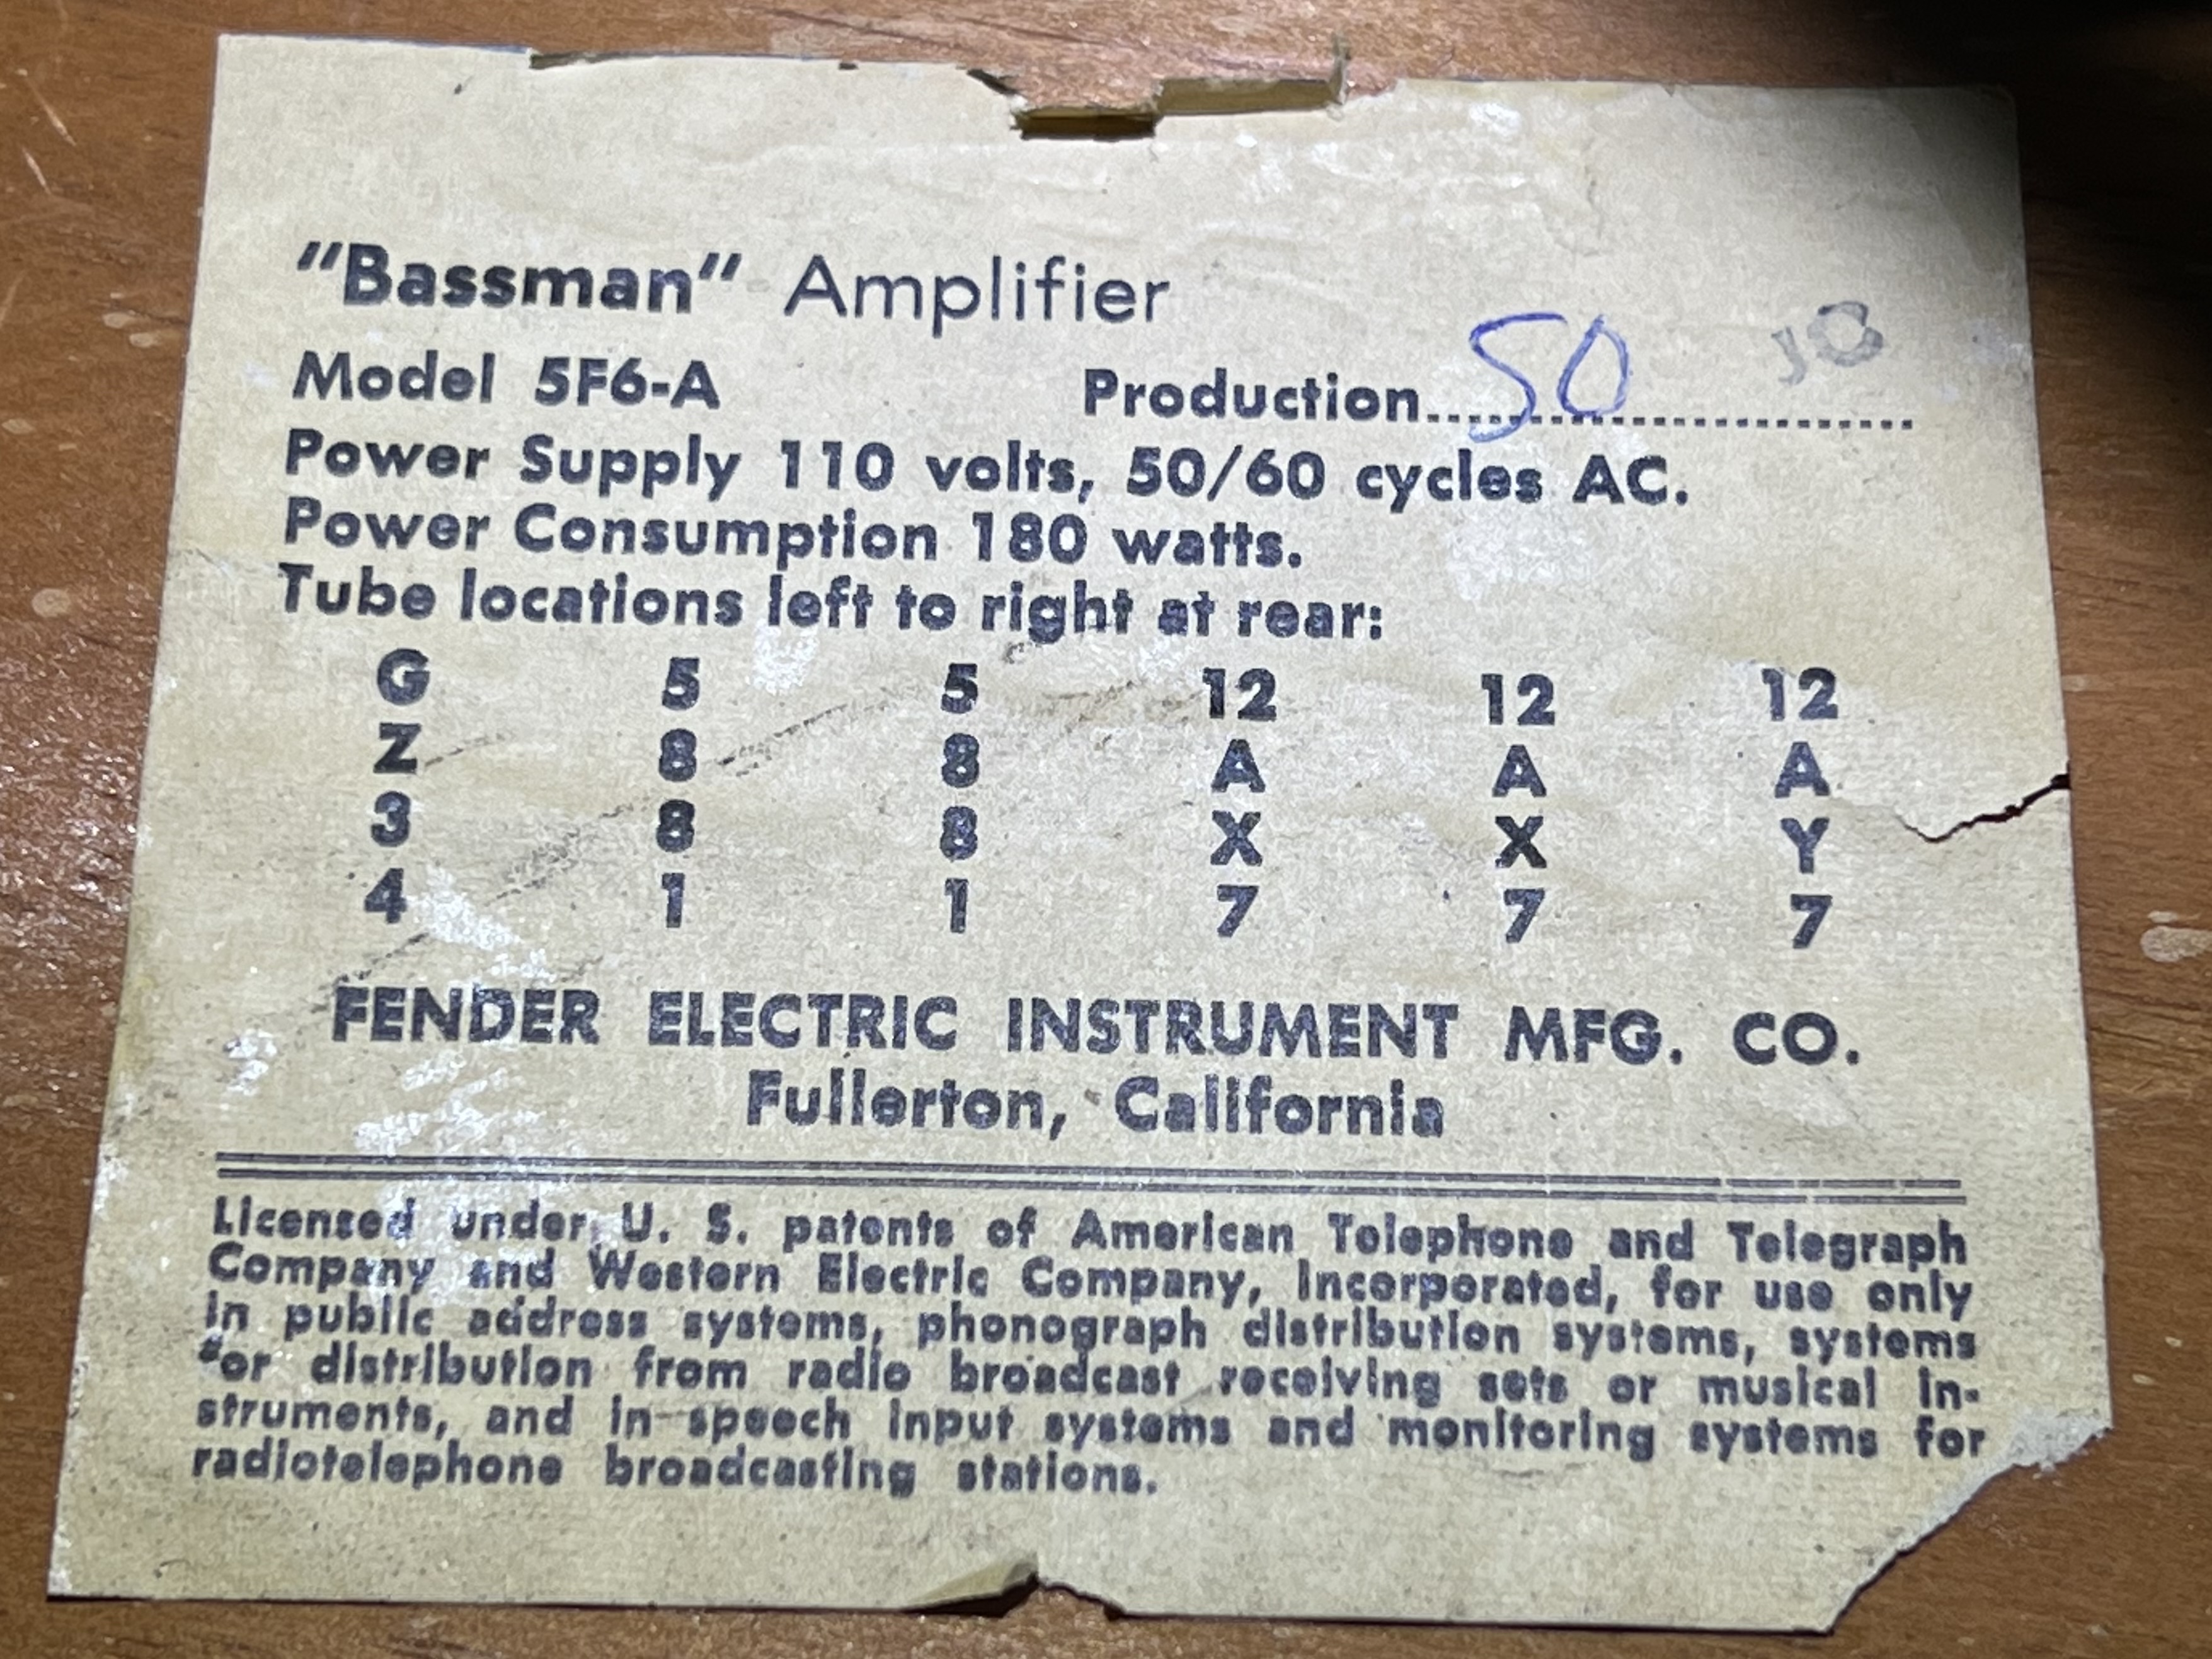 "Bassman" Amplifier
Model 5F6-A Production 50
Power Supply 110 volts, 50/60 cycles AC.
Power Consumption 180 watts.
Tube locations left to right at rear:
G 5 5 12 12 12
Z 8 8 A A A
3 8 8 X X Y
4 1 1 7 7 7
FENDER ELECTRIC INSTRUMENT MFG. CO.
Fullerton, California
Licensed under U. S. patents of American Telephone and Telegraph
Company and Western Electric Company, Incorporated, for use only
in public address systems, phonograph distribution systems, systems
for distribution from radio broadcast receiving sets or musical in-
struments, and in speech input systems and monitoring systems for
radiotelephone broadcasting stations.